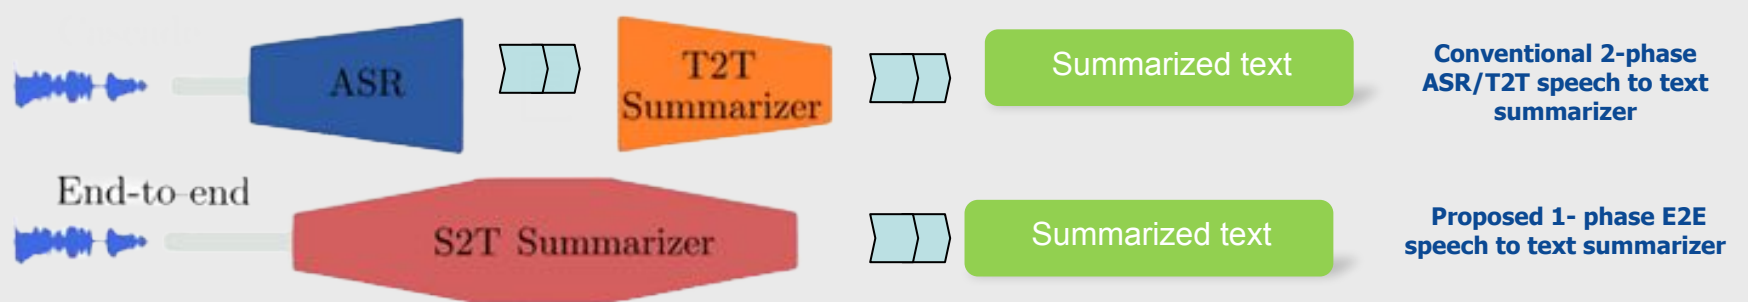 ASR
T2T
Summarizer
Summarized text
Conventional 2-phase
ASR/T2T speech to text
summarizer
End-to-end
S2T Summarizer
Summarized text
Proposed 1- phase E2E
speech to text summarizer